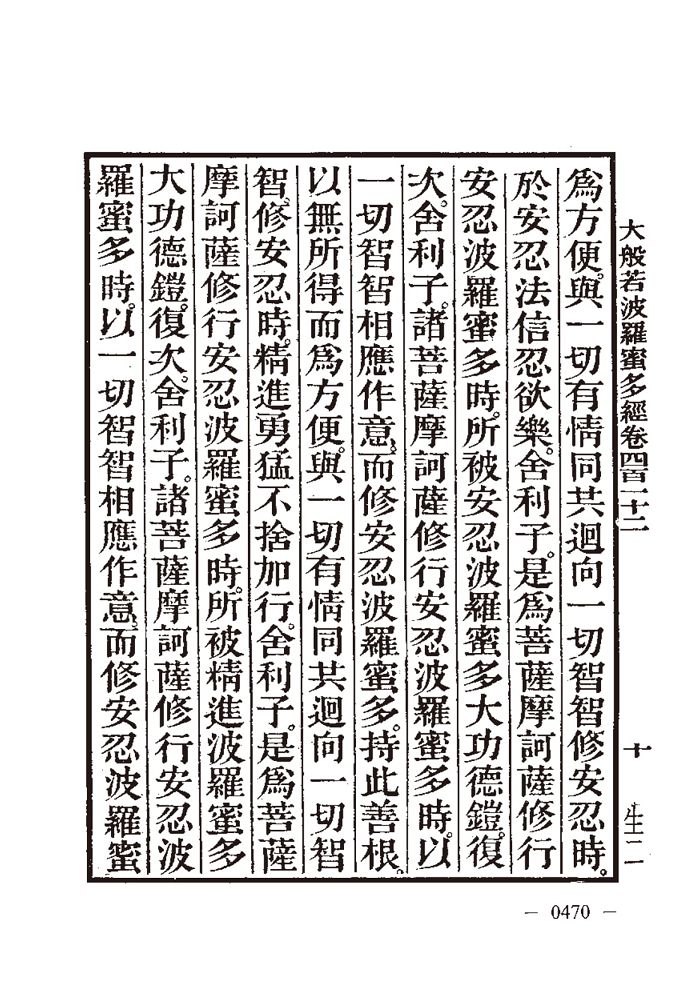 大般若波羅蜜多經卷四百一十二 十 生二
爲方便。與一切有情同共迴向一切智智修安忍時。
於安忍法信忍欲樂。舍利子。是爲菩薩摩訶薩修行
安忍波羅蜜多時。所被安忍波羅蜜多大功德鎧。復
次。舍利子。諸菩薩摩訶薩修行安忍波羅蜜多時。以
一切智智相應作意。而修安忍波羅蜜多。持此善根。
以無所得而爲方便。與一切有情同共迴向一切智
智。修安忍時。精進勇猛不捨加行。舍利子。是爲菩薩
摩訶薩修行安忍波羅蜜多時。所被精進波羅蜜多
大功德鎧。復次。舍利子。諸菩薩摩訶薩修行安忍波
羅蜜多時。以一切智智相應作意。而修安忍波羅蜜
— 0470 —